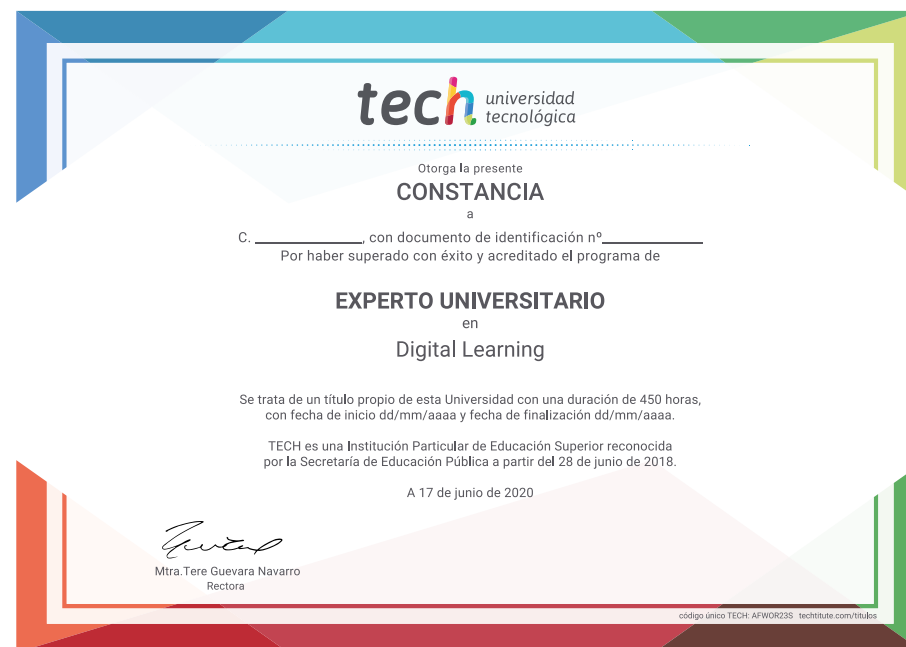 tech universidad
tecnológica
Otorga la presente
CONSTANCIA
a
C. ______________, con documento de identificación nº_____________
Por haber superado con éxito y acreditado el programa de
EXPERTO UNIVERSITARIO
en
Digital Learning
Se trata de un título propio de esta Universidad con una duración de 450 horas,
con fecha de inicio dd/mm/aaaa y fecha de finalización dd/mm/aaaa.
TECH es una Institución Particular de Educación Superior reconocida
por la Secretaría de Educación Pública a partir del 28 de junio de 2018.
A 17 de junio de 2020
Mtra.Tere Guevara Navarro
Rectora
código único TECH: AFWOR23S techtitute.com/titulos